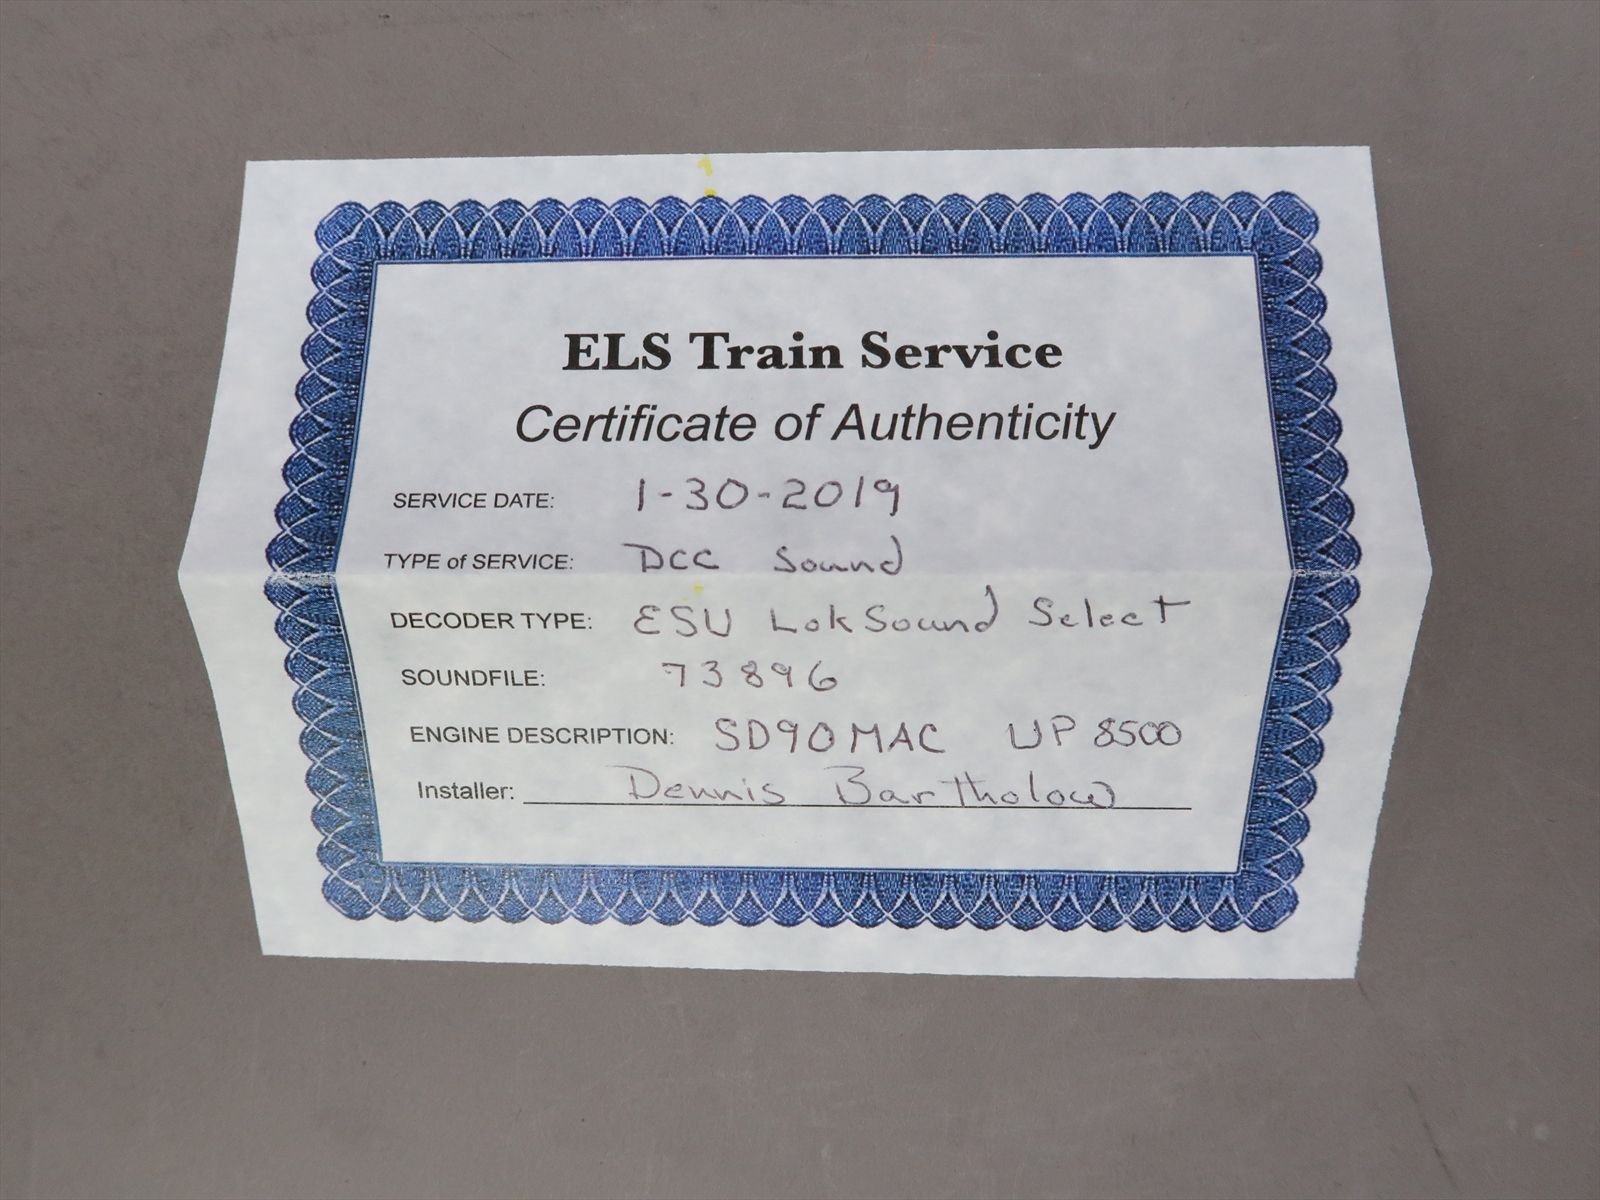 ELS Train Service
Certificate of Authenticity
SERVICE DATE: 1-30-2019
TYPE of SERVICE: DCC Sound
DECODER TYPE: ESU LokSound Select
SOUNDFILE: 73896
ENGINE DESCRIPTION: SD90MAC UP 8500
Installer: Dennis Bartholow